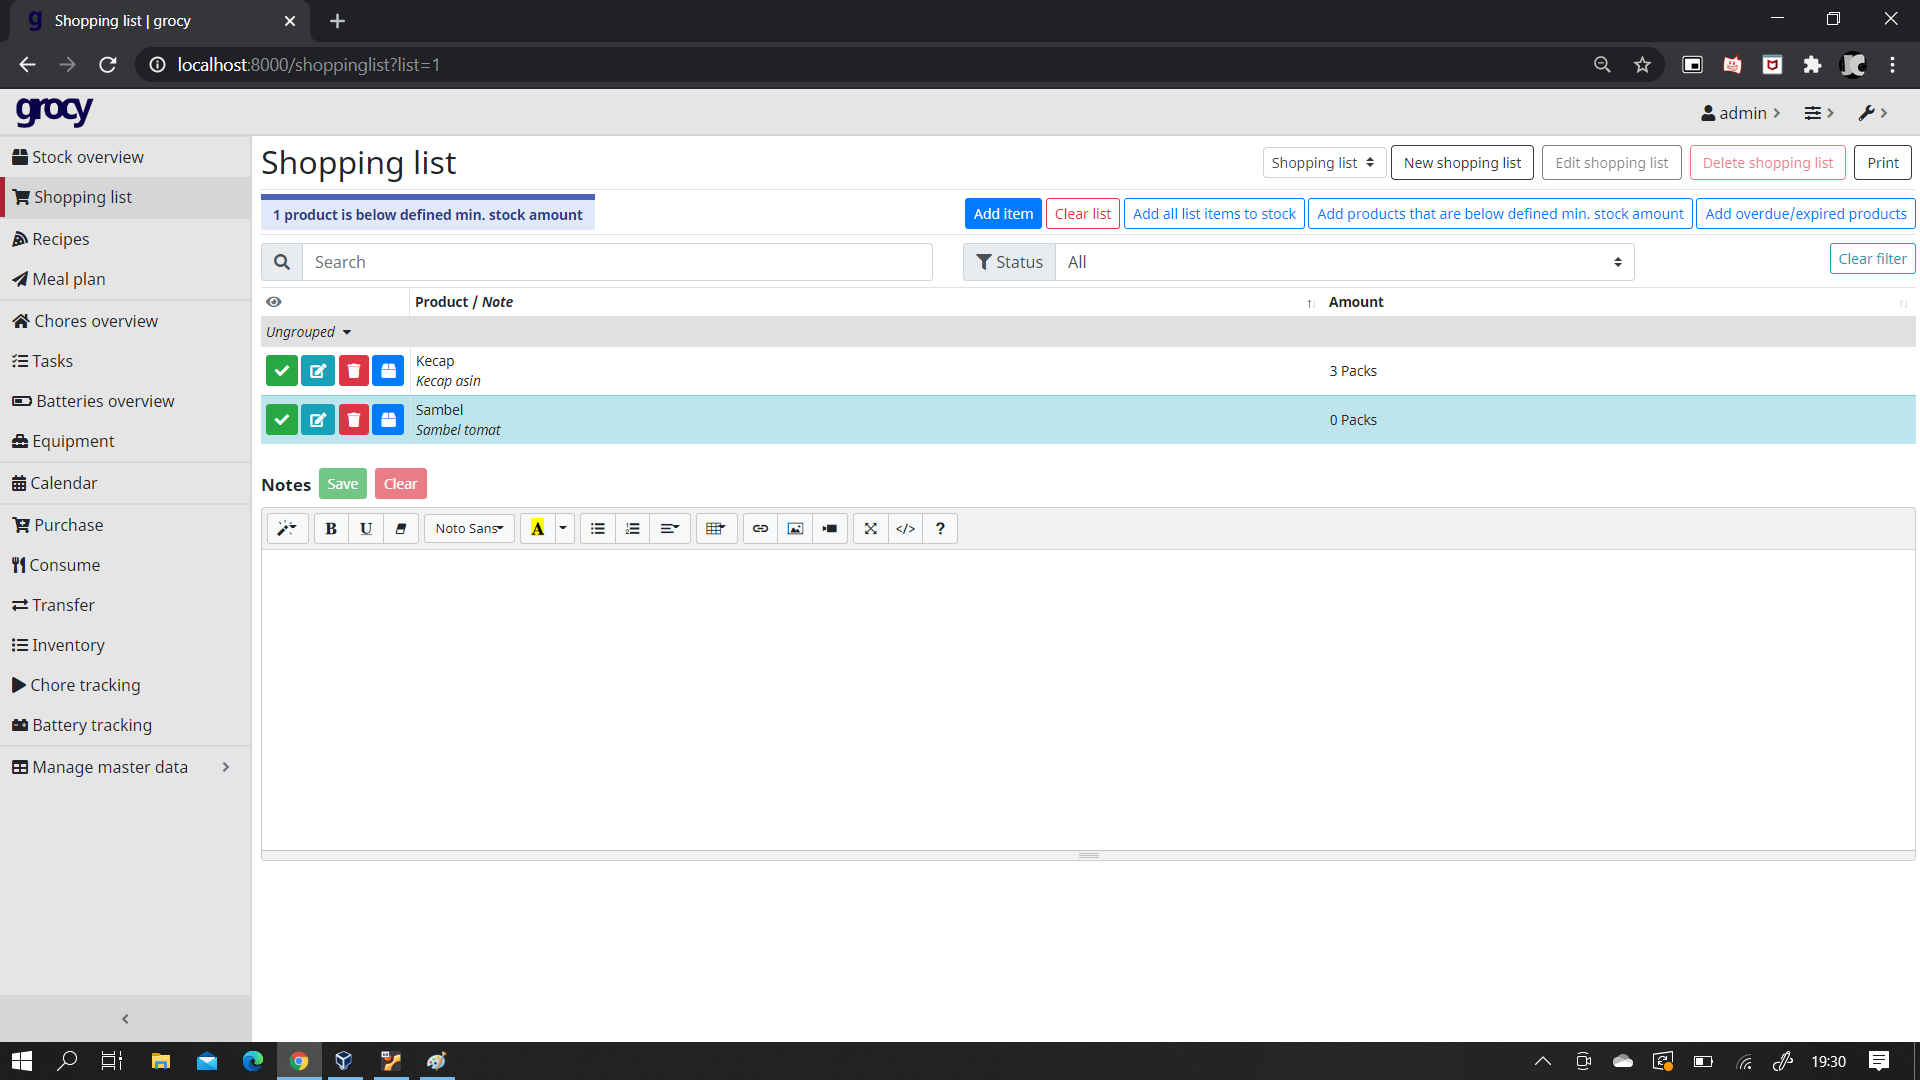 Shopping list | grocy
localhost:8000/shoppinglist?list=1
grocy
admin
Stock overview
Shopping list
Recipes
Meal plan
Chores overview
Tasks
Batteries overview
Equipment
Calendar
Purchase
Consume
Transfer
Inventory
Chore tracking
Battery tracking
Manage master data
Shopping list
Shopping list
New shopping list
Edit shopping list
Delete shopping list
Print
1 product is below defined min. stock amount
Add item
Clear list
Add all list items to stock
Add products that are below defined min. stock amount
Add overdue/expired products
Search
Status
All
Clear filter
Product / Note
Amount
Ungrouped
Kecap
Kecap asin
3 Packs
Sambel
Sambel tomat
0 Packs
Notes
Save
Clear
B
U
Noto Sans
A
</>
?
19:30